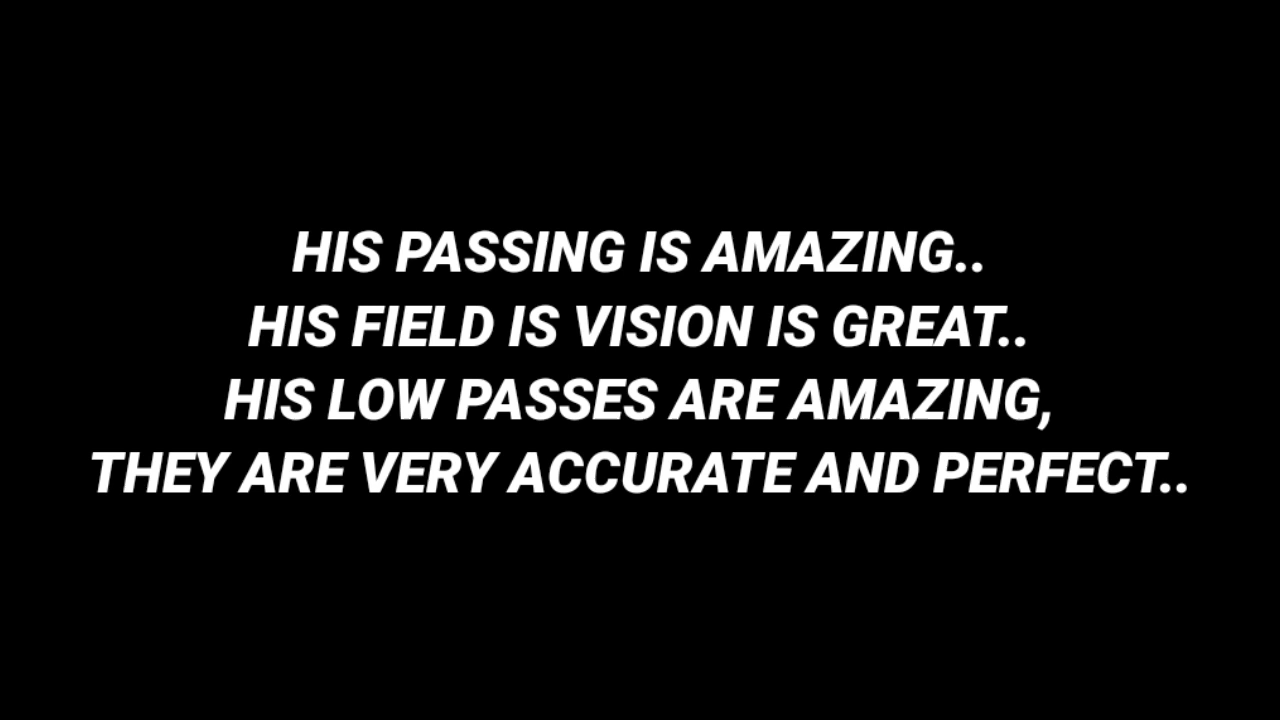 HIS PASSING IS AMAZING..
HIS FIELD IS VISION IS GREAT..
HIS LOW PASSES ARE AMAZING,
THEY ARE VERY ACCURATE AND PERFECT..